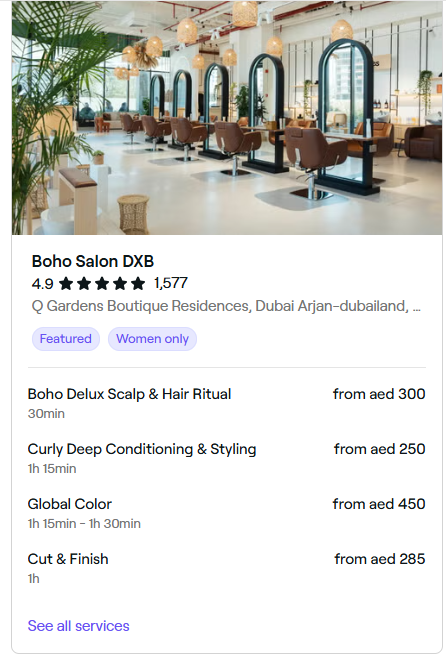 Boho Salon DXB
4.9 ★★★★★ 1,577
Q Gardens Boutique Residences, Dubai Arjan-dubailand, ...
Featured Women only
Boho Delux Scalp & Hair Ritual from aed 300
30min
Curly Deep Conditioning & Styling from aed 250
1h 15min
Global Color from aed 450
1h 15min - 1h 30min
Cut & Finish from aed 285
1h
See all services